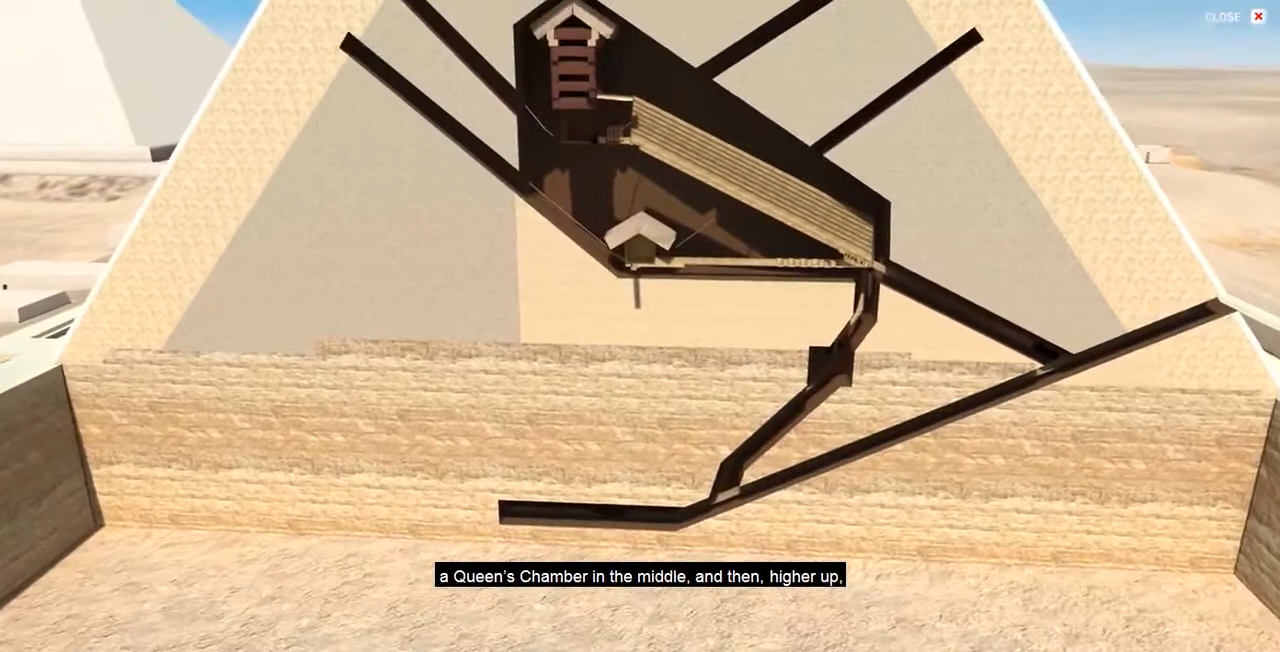 CLOSE
a Queen's Chamber in the middle, and then, higher up,